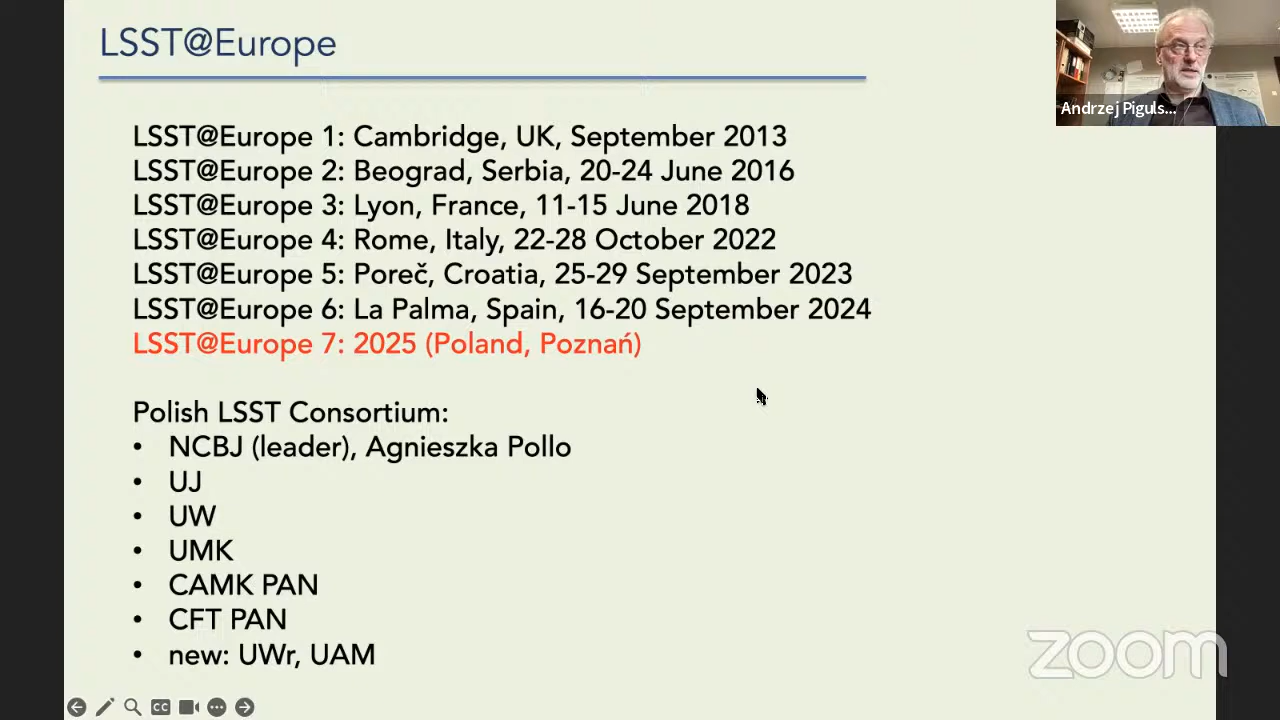 LSST@Europe
Andrzej Piguls...
LSST@Europe 1: Cambridge, UK, September 2013
LSST@Europe 2: Beograd, Serbia, 20-24 June 2016
LSST@Europe 3: Lyon, France, 11-15 June 2018
LSST@Europe 4: Rome, Italy, 22-28 October 2022
LSST@Europe 5: Poreč, Croatia, 25-29 September 2023
LSST@Europe 6: La Palma, Spain, 16-20 September 2024
LSST@Europe 7: 2025 (Poland, Poznań)
Polish LSST Consortium:
• NCBJ (leader), Agnieszka Pollo
• UJ
• UW
• UMK
• CAMK PAN
• CFT PAN
• new: UWr, UAM
zoom
CC